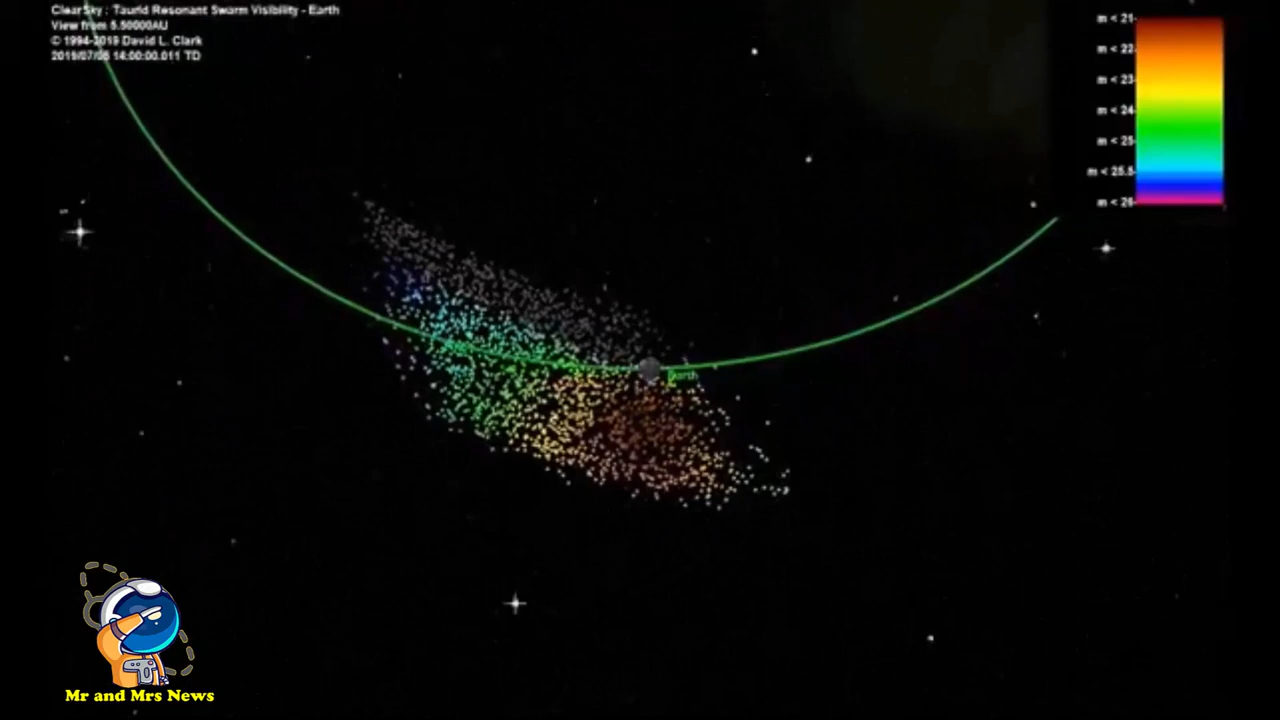 ClearSky : Taurid Resonant Swarm Visibility - Earth
View from 5.50000AU
© 1994-2019 David L. Clark
2019/07/06 14:00:00.011 TD
m < 21
m < 22
m < 23
m < 24
m < 25
m < 25.5
m < 26
Earth
Mr and Mrs News